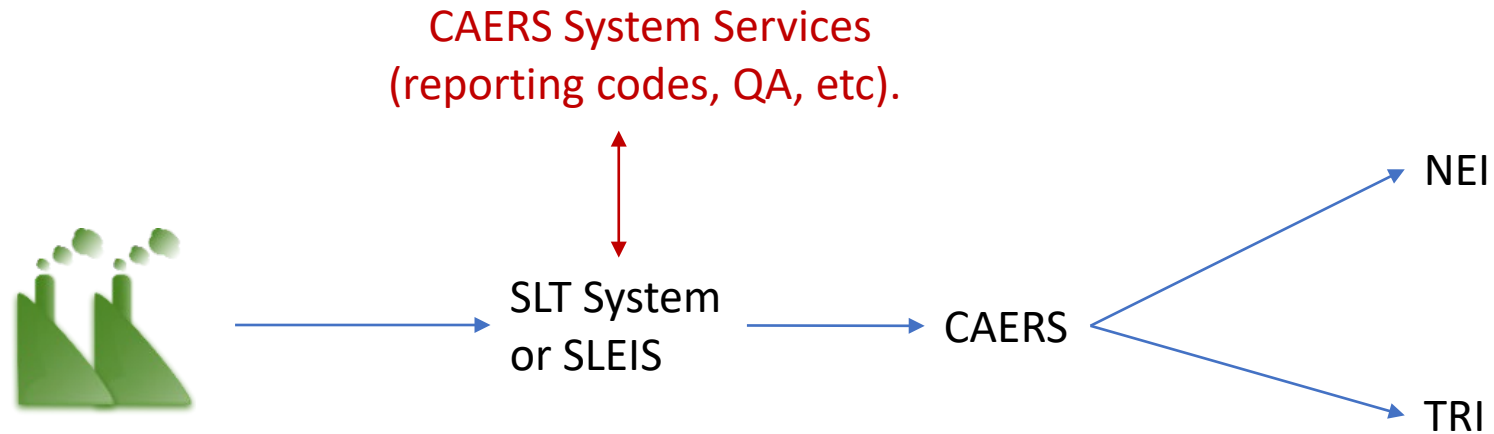 CAERS System Services
(reporting codes, QA, etc).
NEI
SLT System
or SLEIS
CAERS
TRI